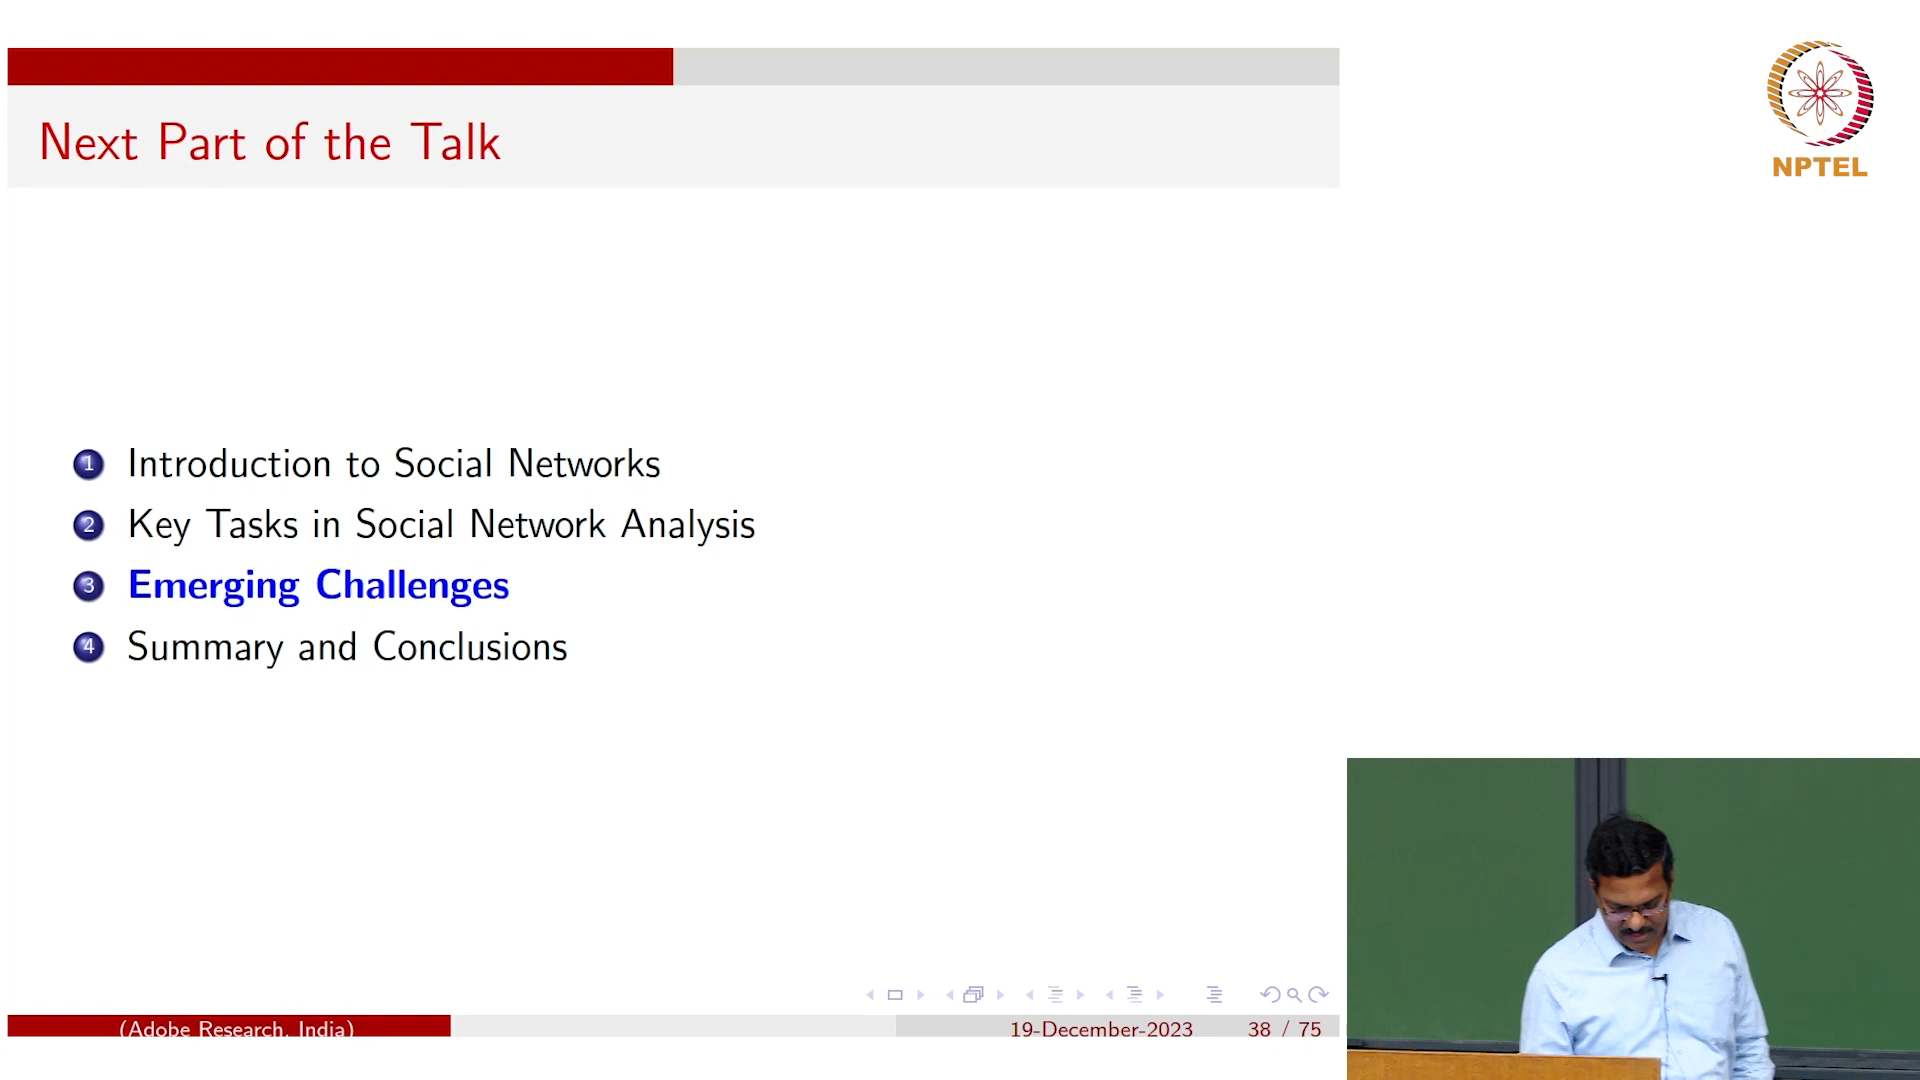 Next Part of the Talk
NPTEL
1 Introduction to Social Networks
2 Key Tasks in Social Network Analysis
3 Emerging Challenges
4 Summary and Conclusions
(Adobe Research, India) 19-December-2023 38 / 75